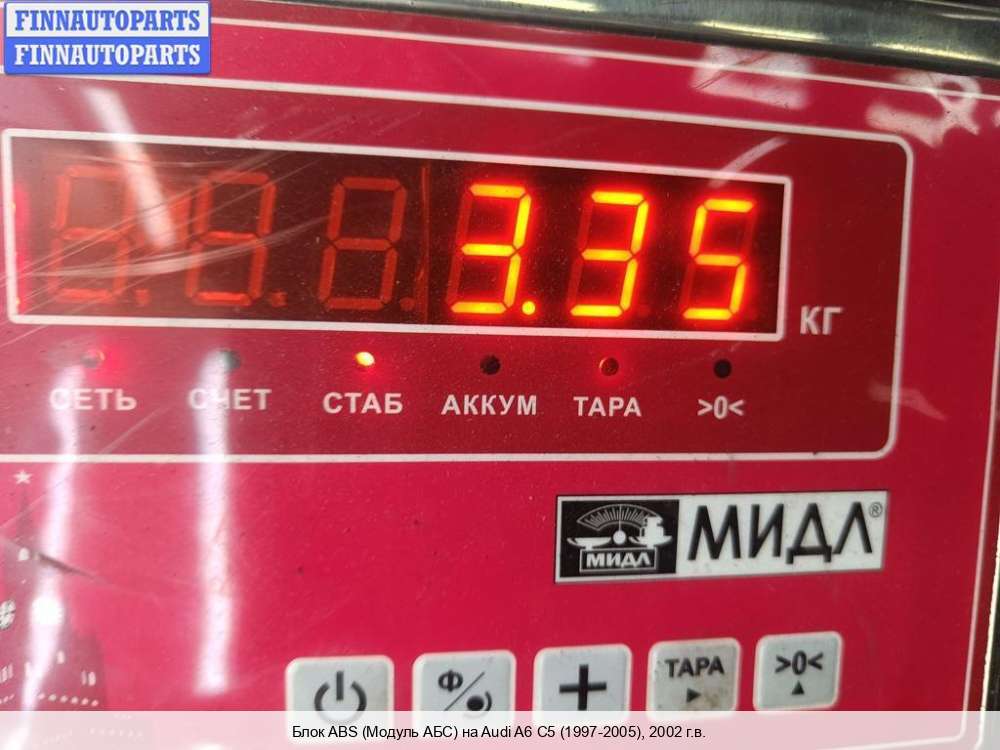 FINNAUTOPARTS
FINNAUTOPARTS
3.35
КГ
СЕТЬ СЧЕТ СТАБ АККУМ ТАРА >0<
МИДЛ МИДЛ®
Ф ТАРА >0<
Блок ABS (Модуль АБС) на Audi A6 C5 (1997-2005), 2002 г.в.